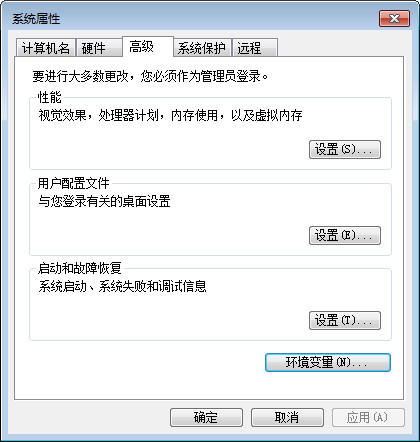 系统属性
计算机名 硬件 高级 系统保护 远程
要进行大多数更改，您必须作为管理员登录。
性能
视觉效果，处理器计划，内存使用，以及虚拟内存
设置(S)...
用户配置文件
与您登录有关的桌面设置
设置(E)...
启动和故障恢复
系统启动、系统失败和调试信息
设置(T)...
环境变量(N)...
确定 取消 应用(A)